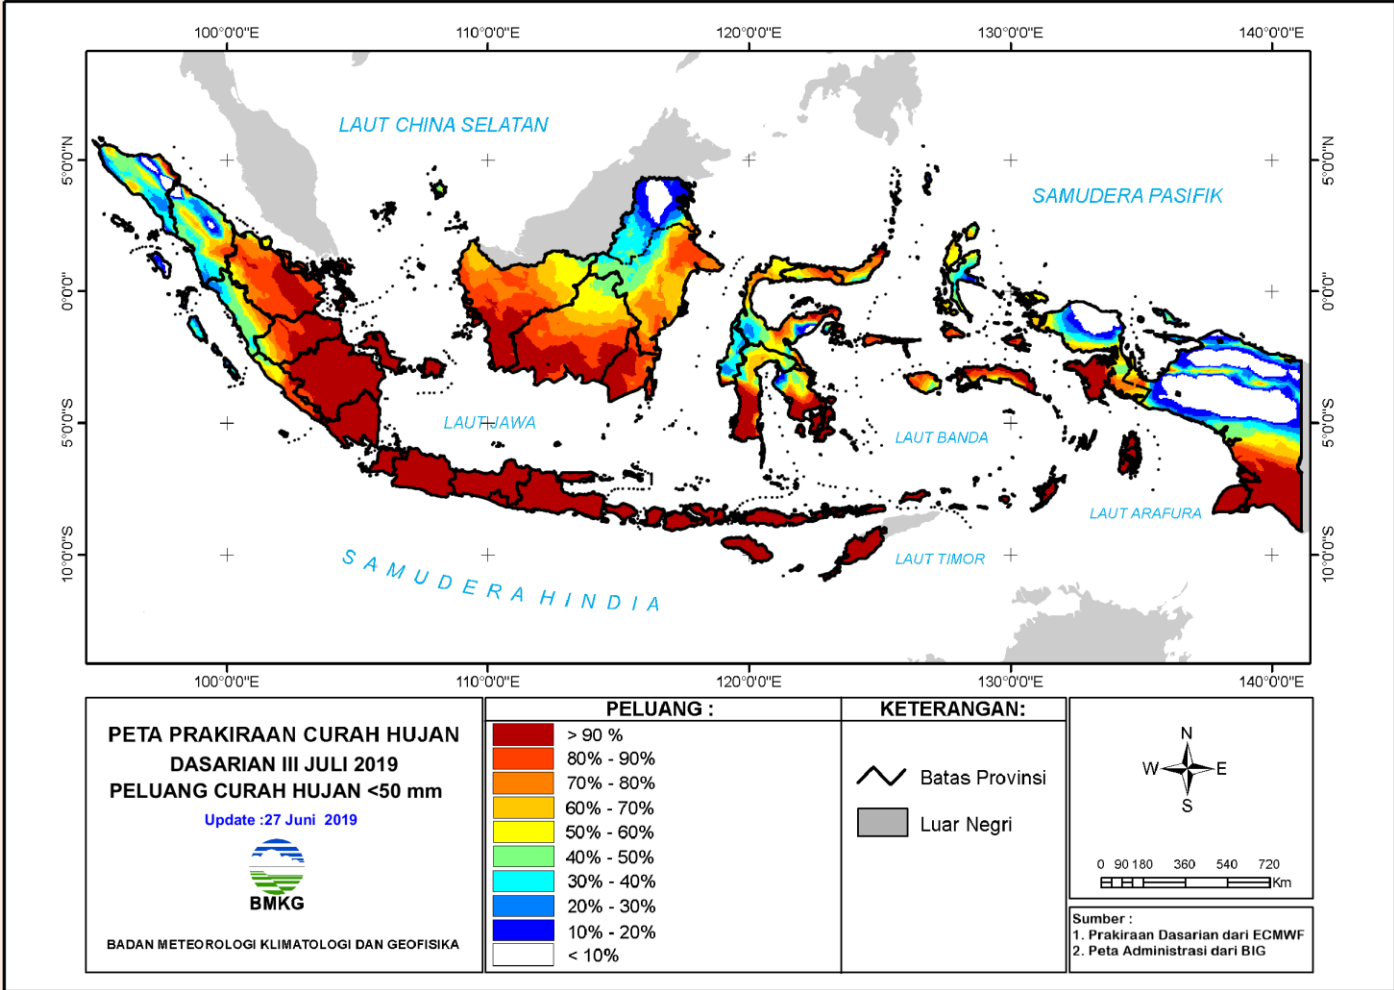 100°0'0"E 110°0'0"E 120°0'0"E 130°0'0"E 140°0'0"E
LAUT CHINA SELATAN
SAMUDERA PASIFIK
5°0'0"N 5°0'0"N
0°0'0" 0°0'0"
LAUT JAWA
LAUT BANDA
5°0'0"S 5°0'0"S
LAUT ARAFURA
LAUT TIMOR
10°0'0"S 10°0'0"S
SAMUDERA HINDIA
100°0'0"E 110°0'0"E 120°0'0"E 130°0'0"E 140°0'0"E
PETA PRAKIRAAN CURAH HUJAN
DASARIAN III JULI 2019
PELUANG CURAH HUJAN <50 mm
Update :27 Juni 2019
BMKG
BADAN METEOROLOGI KLIMATOLOGI DAN GEOFISIKA
PELUANG :
> 90 %
80% - 90%
70% - 80%
60% - 70%
50% - 60%
40% - 50%
30% - 40%
20% - 30%
10% - 20%
< 10%
KETERANGAN:
Batas Provinsi
Luar Negri
N
W E
S
0 90 180 360 540 720
Km
Sumber :
1. Prakiraan Dasarian dari ECMWF
2. Peta Administrasi dari BIG